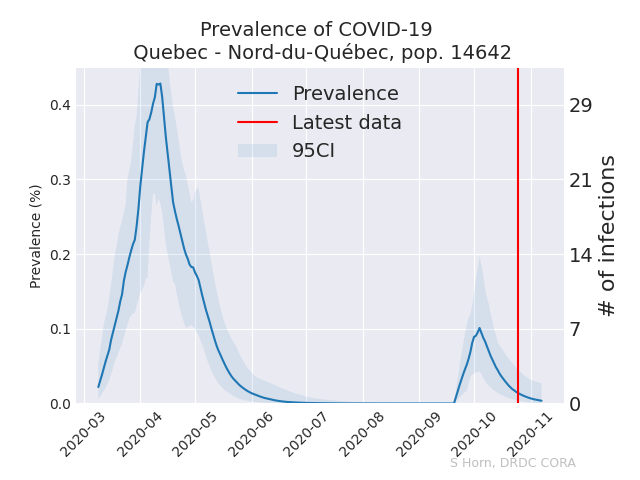 Prevalence of COVID-19
Quebec - Nord-du-Québec, pop. 14642
Prevalence
Latest data
95CI
Prevalence (%)
0.4
0.3
0.2
0.1
0.0
29
21
14
7
0
# of infections
2020-03
2020-04
2020-05
2020-06
2020-07
2020-08
2020-09
2020-10
2020-11
S Horn, DRDC CORA